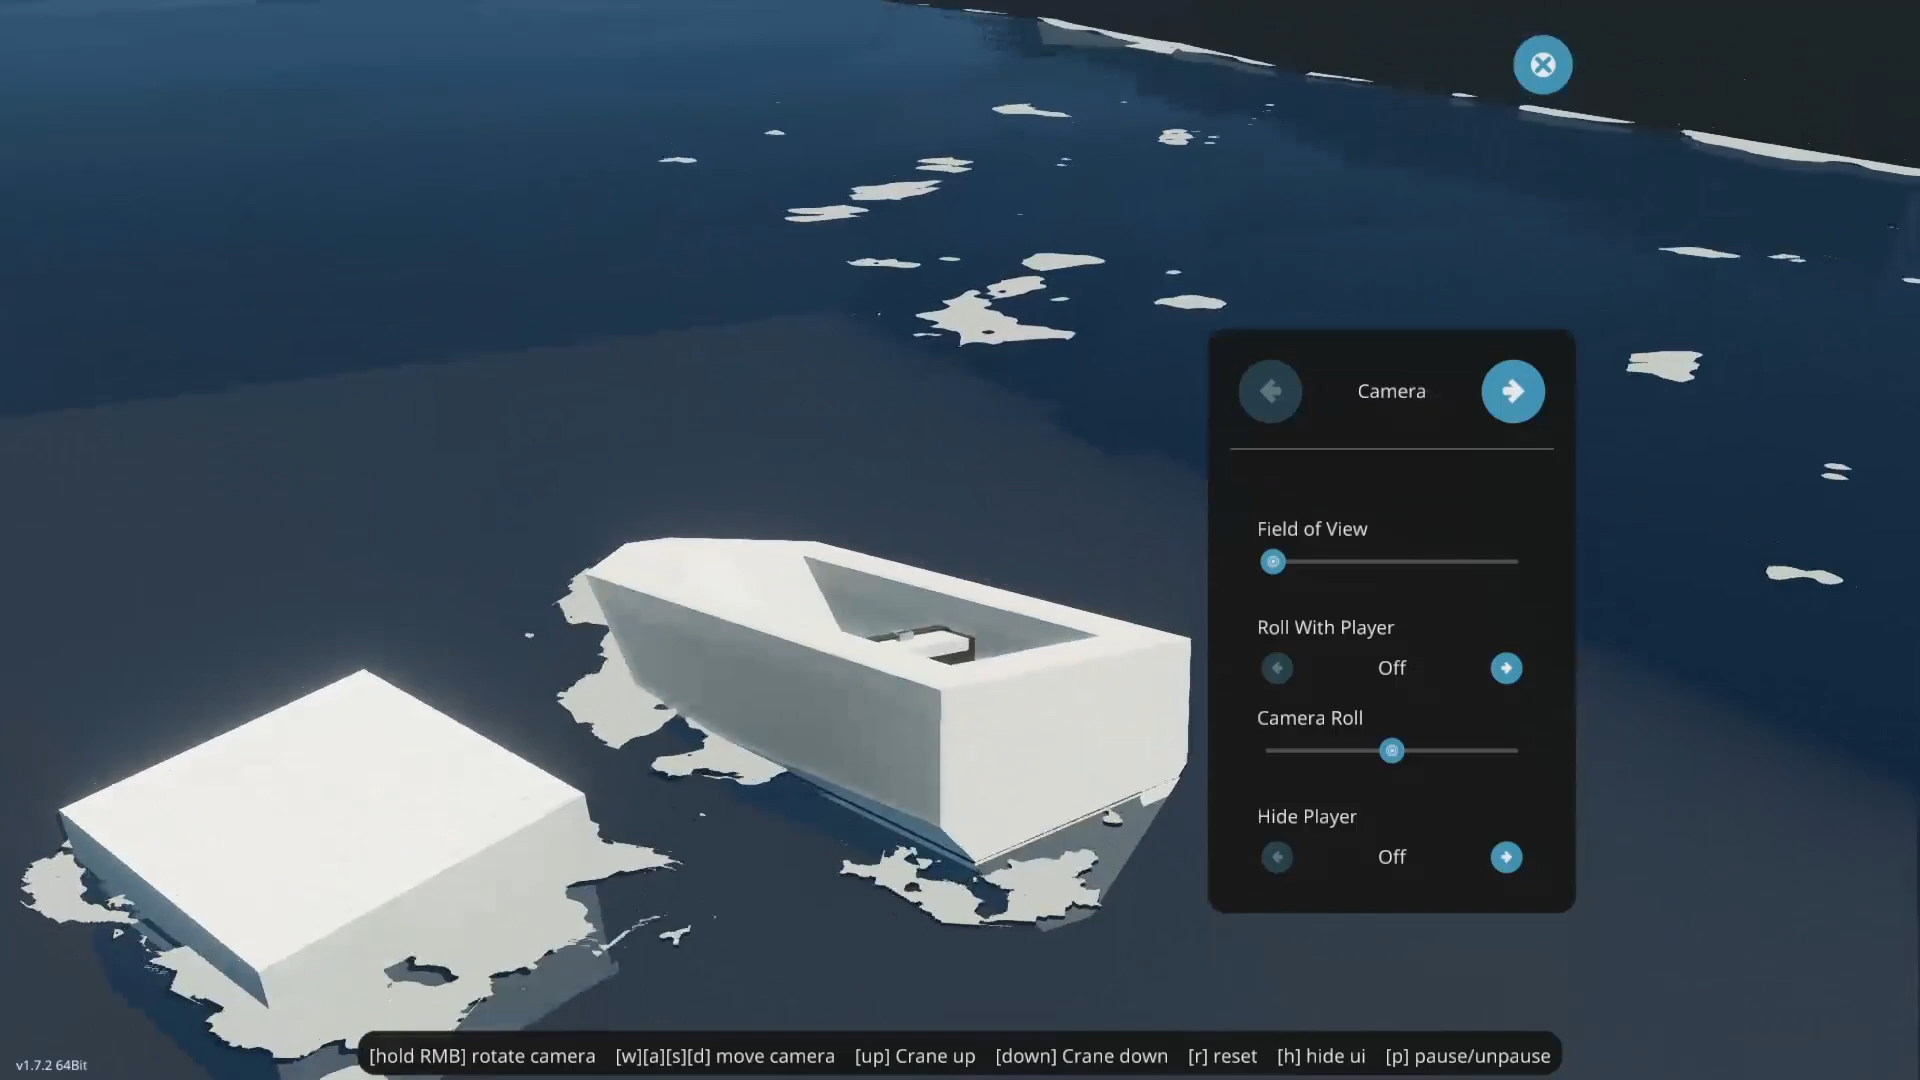 Camera
Field of View
Roll With Player
Off
Camera Roll
Hide Player
Off
[hold RMB] rotate camera [w][a][s][d] move camera [up] Crane up [down] Crane down [r] reset [h] hide ui [p] pause/unpause
v1.7.2 64Bit